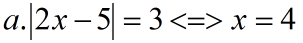 a.|2x − 5| = 3 <=> x = 4